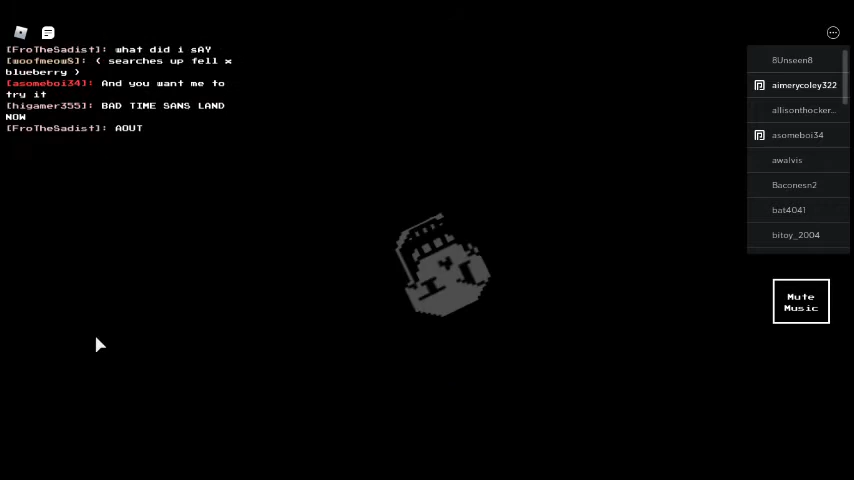 [FroTheSadist]: what did i sAY
[woofmeowS]: ( searches up fell x
blueberry )
[asomeboi34]: And you want me to
try it
[higamer355]: BAD TIME SANS LAND
NOW
[FroTheSadist]: AOUT
8Unseen8
aimerycoley322
allisonthocker...
asomeboi34
awalvis
Baconesn2
bat4041
bitoy_2004
Mute
Music